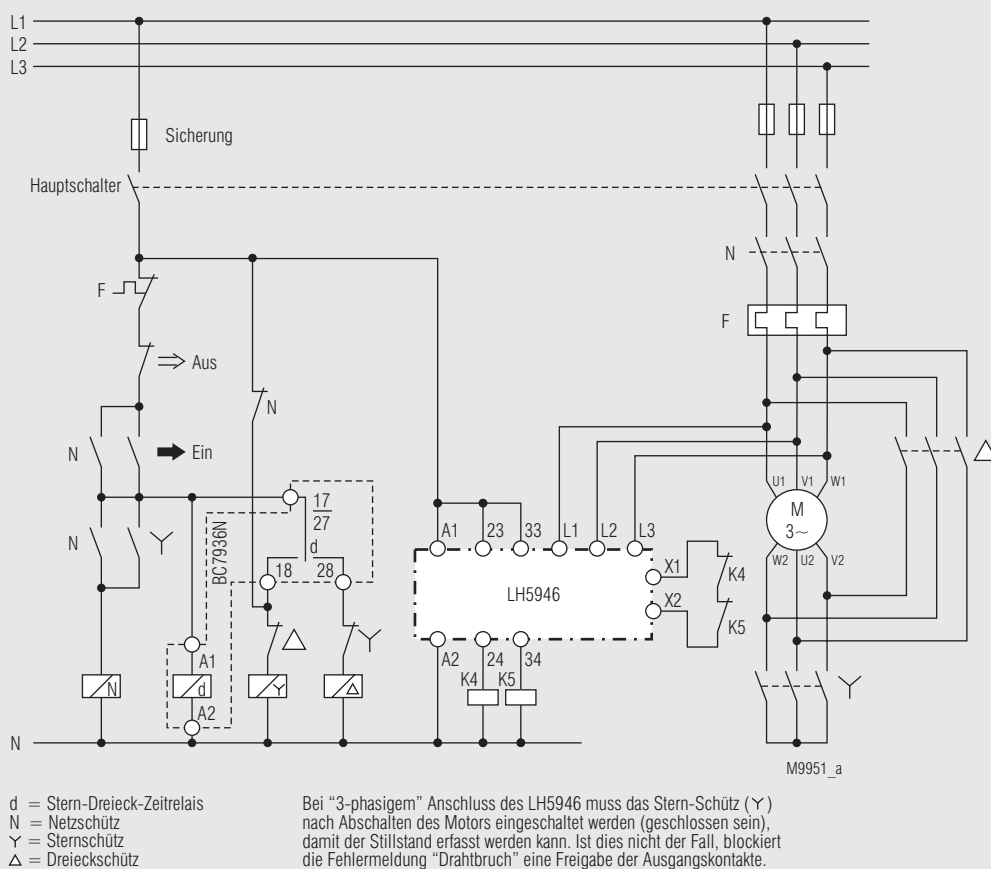 L1
L2
L3
Sicherung
Hauptschalter
N
F
F
Aus
N
N
Ein
U1 V1 W1
M
3~
W2 U2 V2
17
27
A1 23 33 L1 L2 L3
N
BC7936N
d
18 28
LH5946
X1
K4
X2
K5
A1
A2 24 34
K4 K5
N d Y Δ
A2
N
M9951_a
d = Stern-Dreieck-Zeitrelais
N = Netzschütz
Y = Sternschütz
Δ = Dreieckschütz
Bei “3-phasigem” Anschluss des LH5946 muss das Stern-Schütz (Y)
nach Abschalten des Motors eingeschaltet werden (geschlossen sein),
damit der Stillstand erfasst werden kann. Ist dies nicht der Fall, blockiert
die Fehlermeldung “Drahtbruch” eine Freigabe der Ausgangskontakte.